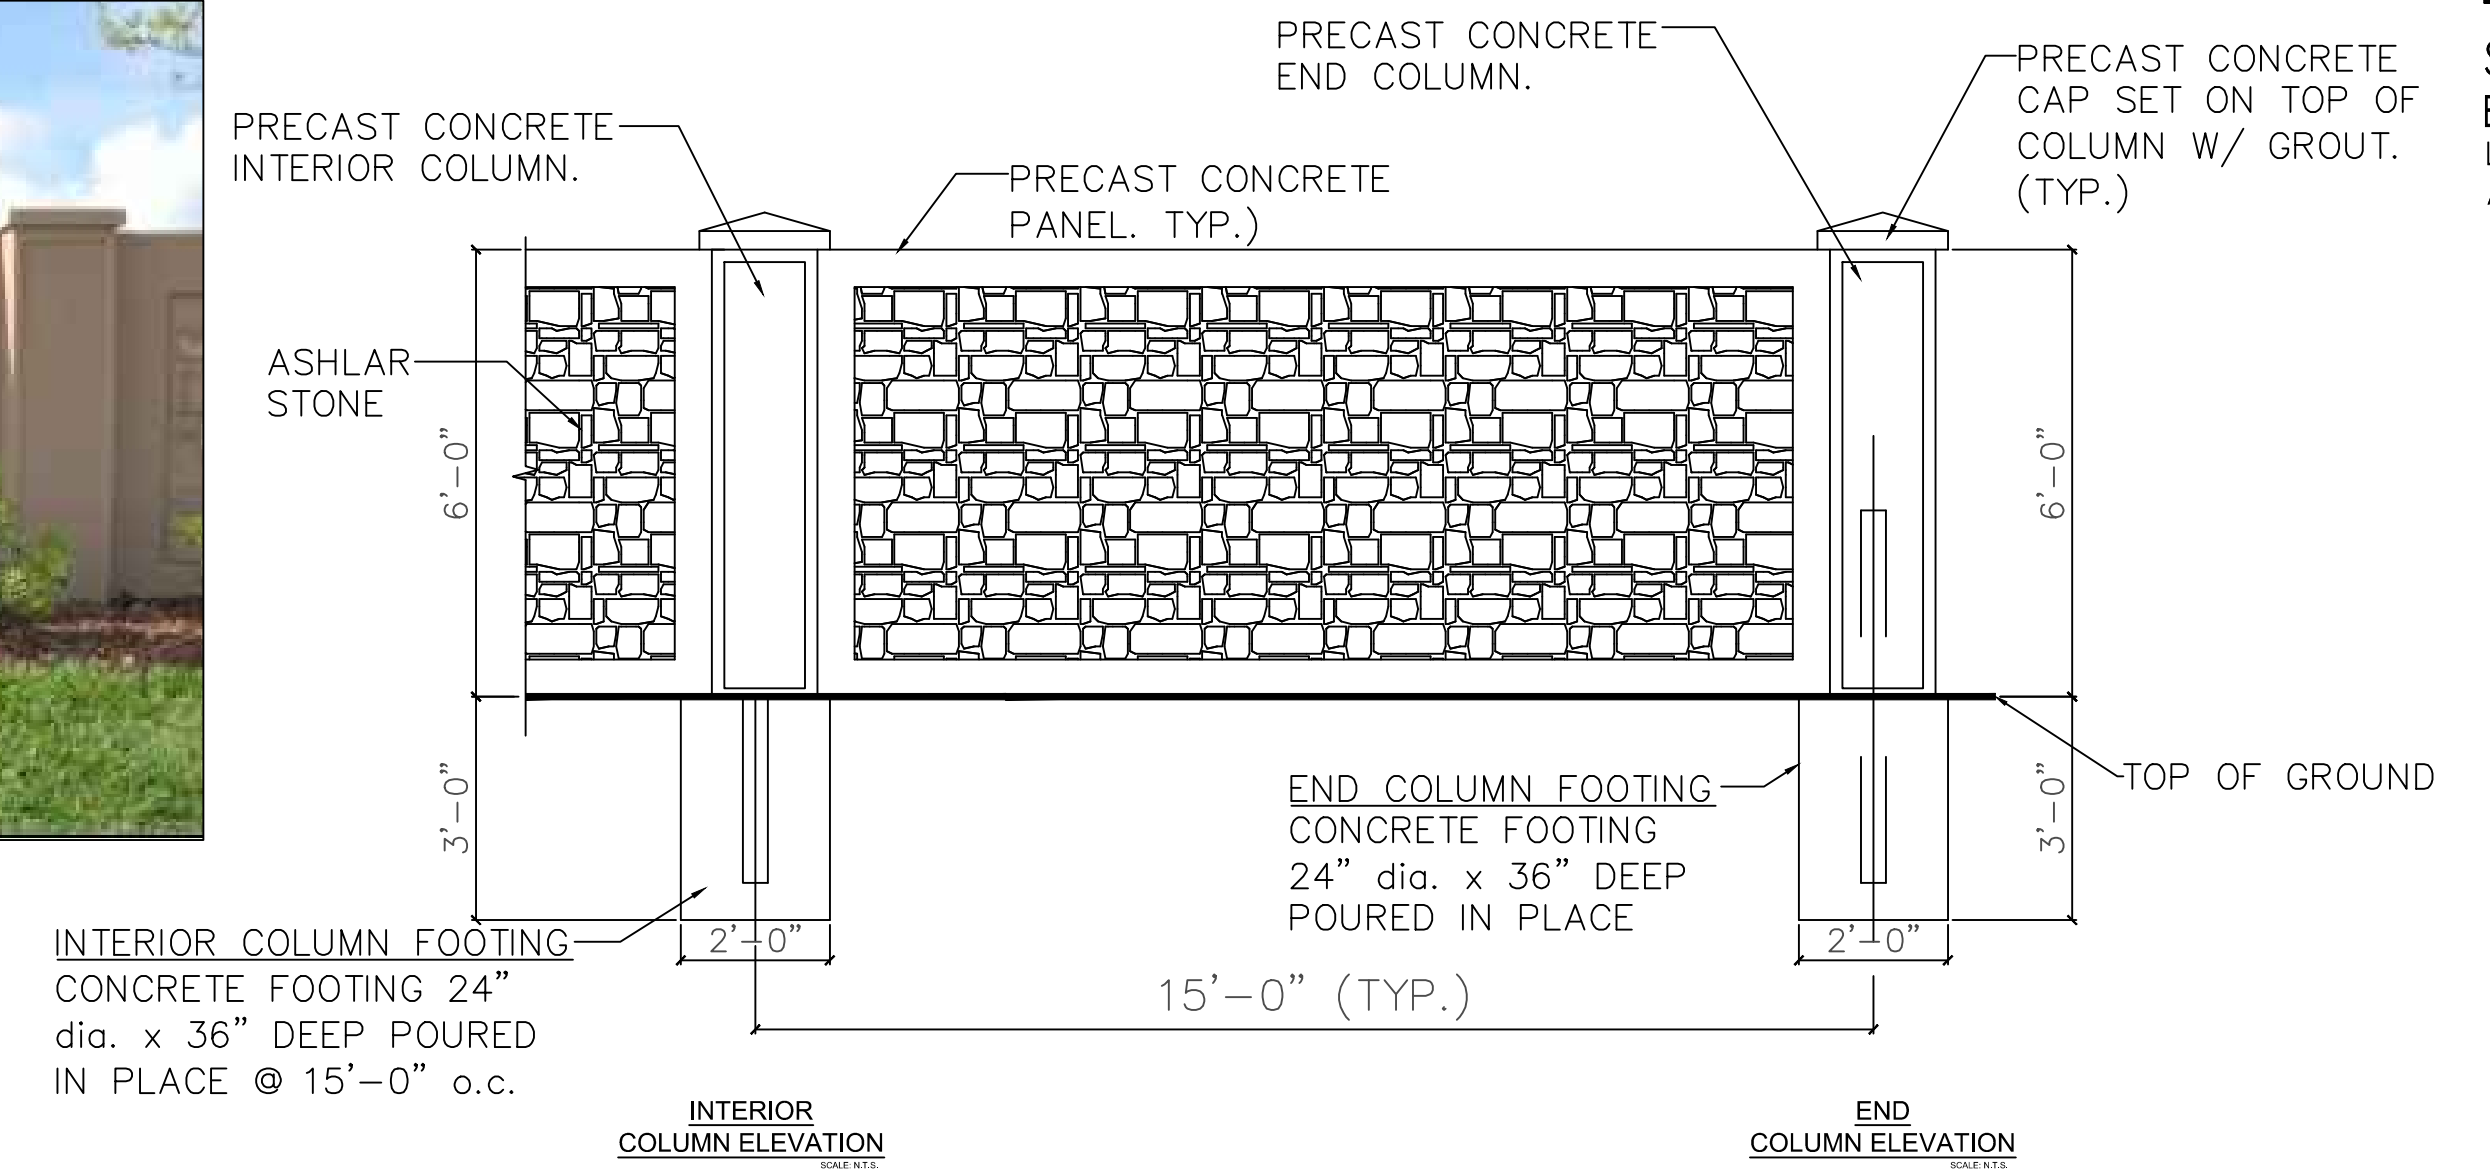 PRECAST CONCRETE
END COLUMN.
PRECAST CONCRETE
CAP SET ON TOP OF
COLUMN W/ GROUT.
(TYP.)
PRECAST CONCRETE
INTERIOR COLUMN.
PRECAST CONCRETE
PANEL. TYP.)
ASHLAR
STONE
6'-0"
6'-0"
3'-0"
3'-0"
TOP OF GROUND
END COLUMN FOOTING
CONCRETE FOOTING
24" dia. x 36" DEEP
POURED IN PLACE
INTERIOR COLUMN FOOTING
CONCRETE FOOTING 24"
dia. x 36" DEEP POURED
IN PLACE @ 15'-0" o.c.
2'-0"
2'-0"
15'-0" (TYP.)
INTERIOR
COLUMN ELEVATION
SCALE: N.T.S.
END
COLUMN ELEVATION
SCALE: N.T.S.